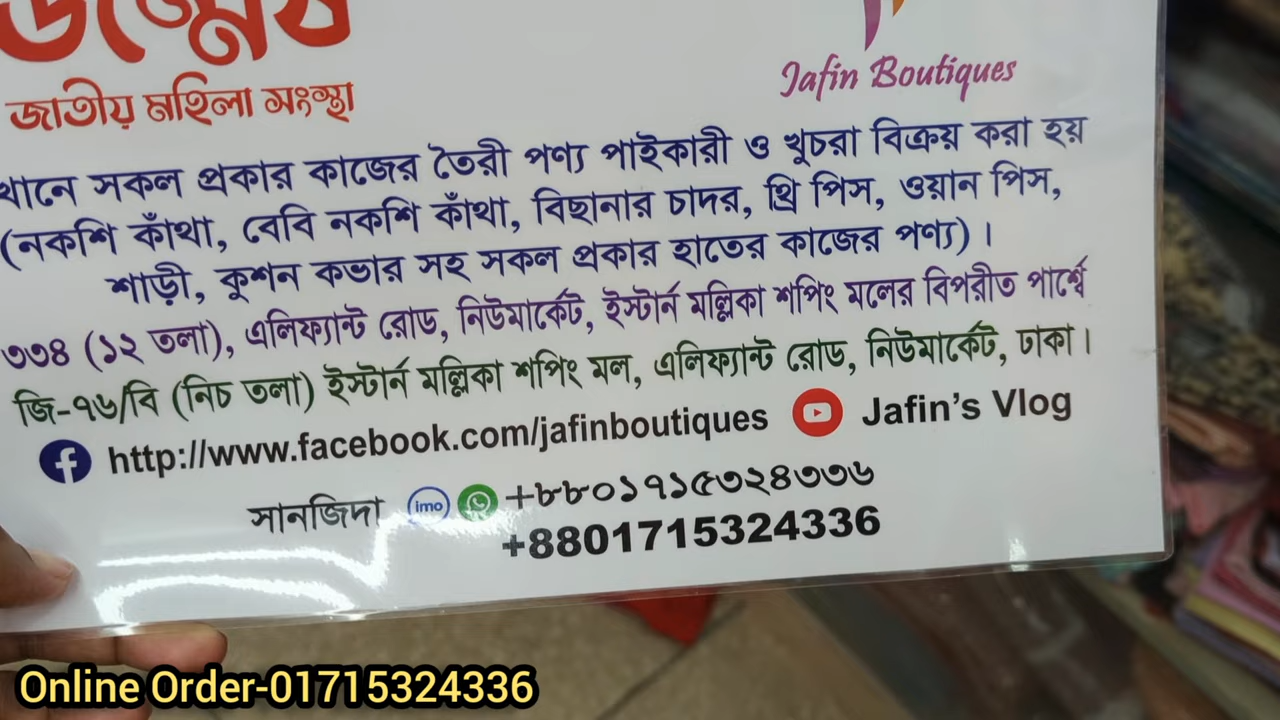 উন্মেষ
জাতীয় মহিলা সংস্থা
Jafin Boutiques
খানে সকল প্রকার কাজের তৈরী পণ্য পাইকারী ও খুচরা বিক্রয় করা হয়
(নকশি কাঁথা, বেবি নকশি কাঁথা, বিছানার চাদর, থ্রি পিস, ওয়ান পিস,
শাড়ী, কুশন কভার সহ সকল প্রকার হাতের কাজের পণ্য)।
৩৩৪ (১২ তলা), এলিফ্যান্ট রোড, নিউমার্কেট, ইস্টার্ন মল্লিকা শপিং মলের বিপরীত পার্শ্বে
জি-৭৬/বি (নিচ তলা) ইস্টার্ন মল্লিকা শপিং মল, এলিফ্যান্ট রোড, নিউমার্কেট, ঢাকা।
http://www.facebook.com/jafinboutiques Jafin's Vlog
সানজিদা imo +৮৮০১৭১৫৩২৪৩৩৬
+8801715324336
Online Order-01715324336